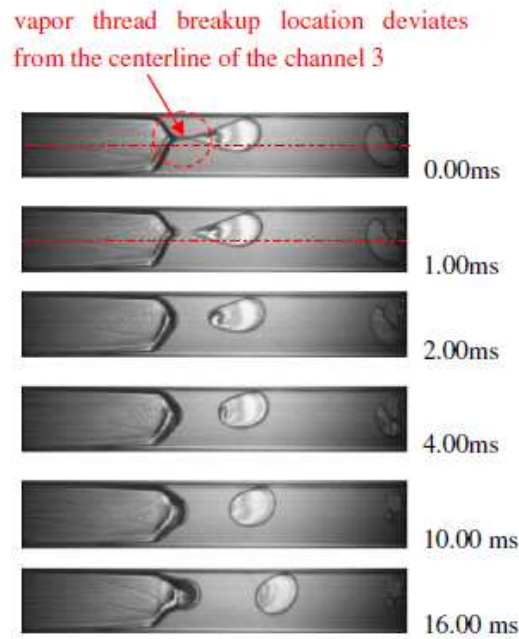 vapor thread breakup location deviates
from the centerline of the channel 3
0.00ms
1.00ms
2.00ms
4.00ms
10.00 ms
16.00 ms